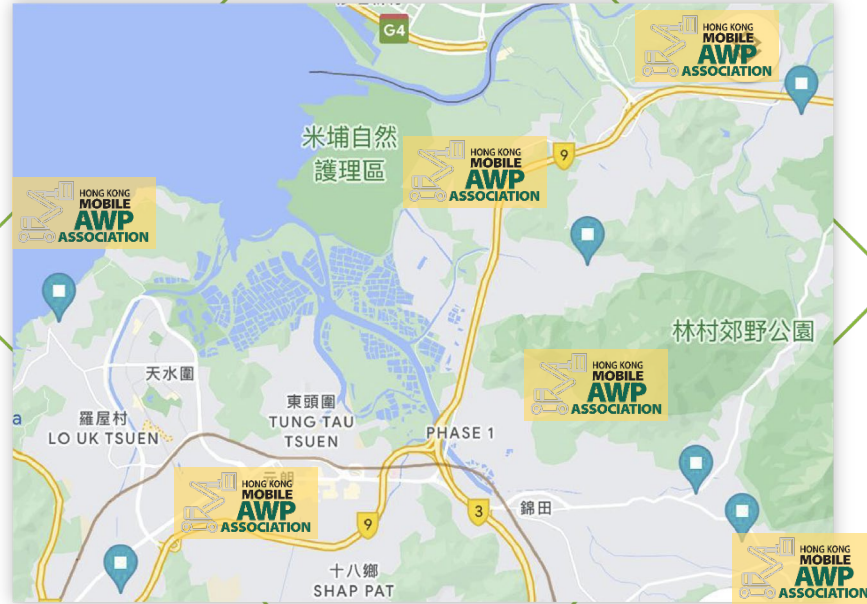 G4
HONG KONG
MOBILE
AWP
ASSOCIATION
米埔自然
護理區
9
HONG KONG
MOBILE
AWP
ASSOCIATION
HONG KONG
MOBILE
AWP
ASSOCIATION
林村郊野公園
天水圍
HONG KONG
MOBILE
AWP
ASSOCIATION
東頭圍
TUNG TAU
TSUEN
a
羅屋村
LO UK TSUEN
PHASE 1
元朗
HONG KONG
MOBILE
AWP
ASSOCIATION
9
3
錦田
十八鄉
SHAP PAT
HONG KONG
MOBILE
AWP
ASSOCIATION